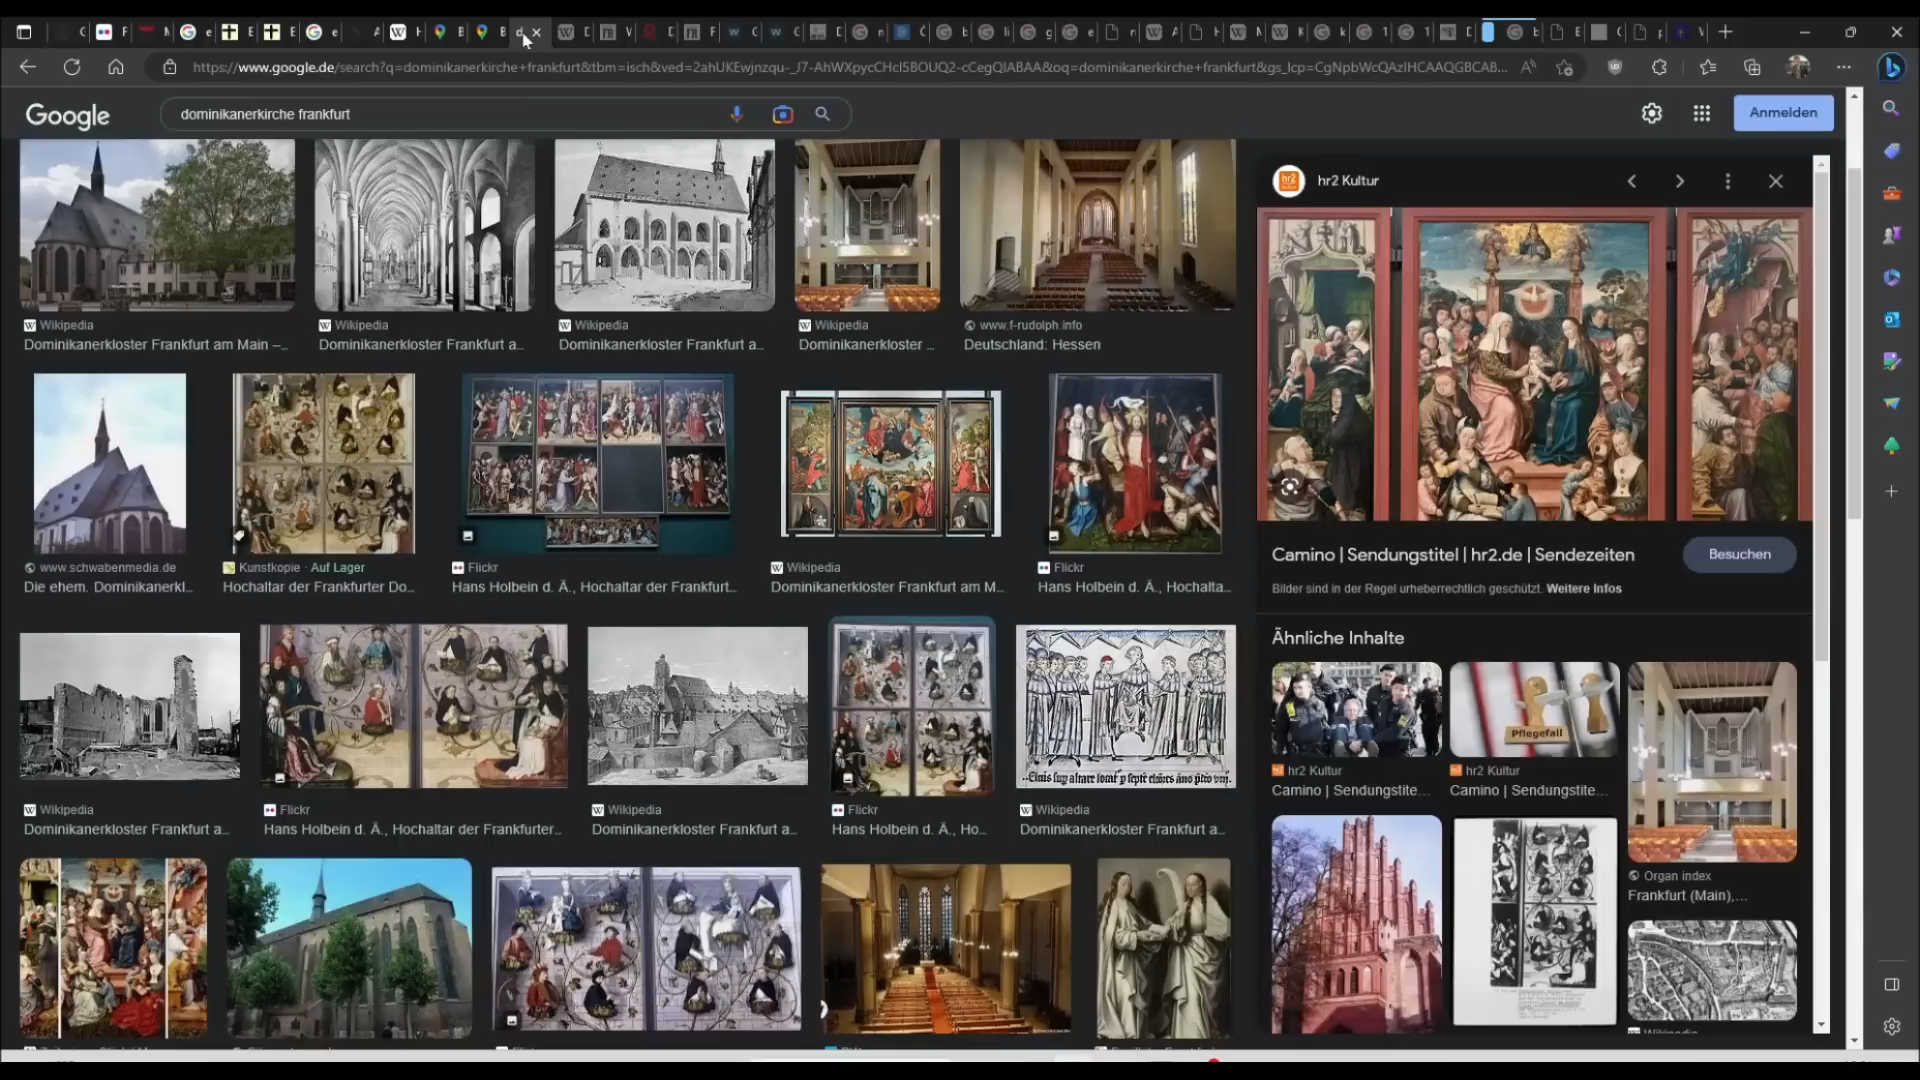 https://www.google.de/search?q=dominikanerkirche+frankfurt&tbm=isch&ved=2ahUKEwjnzqu-_J7-AhWXpycCHcI5BOUQ2-cCegQIABAA&oq=dominikanerkirche+frankfurt&gs_lcp=CgNpbWcQAzIHCAAQGBCAB...
Google
dominikanerkirche frankfurt
Anmelden
hr2 Kultur
Wikipedia
Dominikanerkloster Frankfurt am Main –...
Wikipedia
Dominikanerkloster Frankfurt a...
Wikipedia
Dominikanerkloster Frankfurt a...
Wikipedia
Dominikanerkloster ...
www.f-rudolph.info
Deutschland: Hessen
www.schwabenmedia.de
Die ehem. Dominikanerkl...
Kunstkopie · Auf Lager
Hochaltar der Frankfurter Do...
Flickr
Hans Holbein d. Ä., Hochaltar der Frankfurt...
Wikipedia
Dominikanerkloster Frankfurt am M...
Flickr
Hans Holbein d. Ä., Hochalta...
Wikipedia
Dominikanerkloster Frankfurt a...
Flickr
Hans Holbein d. Ä., Hochaltar der Frankfurter...
Wikipedia
Dominikanerkloster Frankfurt a...
Flickr
Hans Holbein d. Ä., Ho...
Wikipedia
Dominikanerkloster Frankfurt a...
Camino | Sendungstitel | hr2.de | Sendezeiten
Besuchen
Bilder sind in der Regel urheberrechtlich geschützt. Weitere Infos
Ähnliche Inhalte
Pflegefall
hr2 Kultur
Camino | Sendungstite...
hr2 Kultur
Camino | Sendungstite...
Organ index
Frankfurt (Main),...
Wikipedia